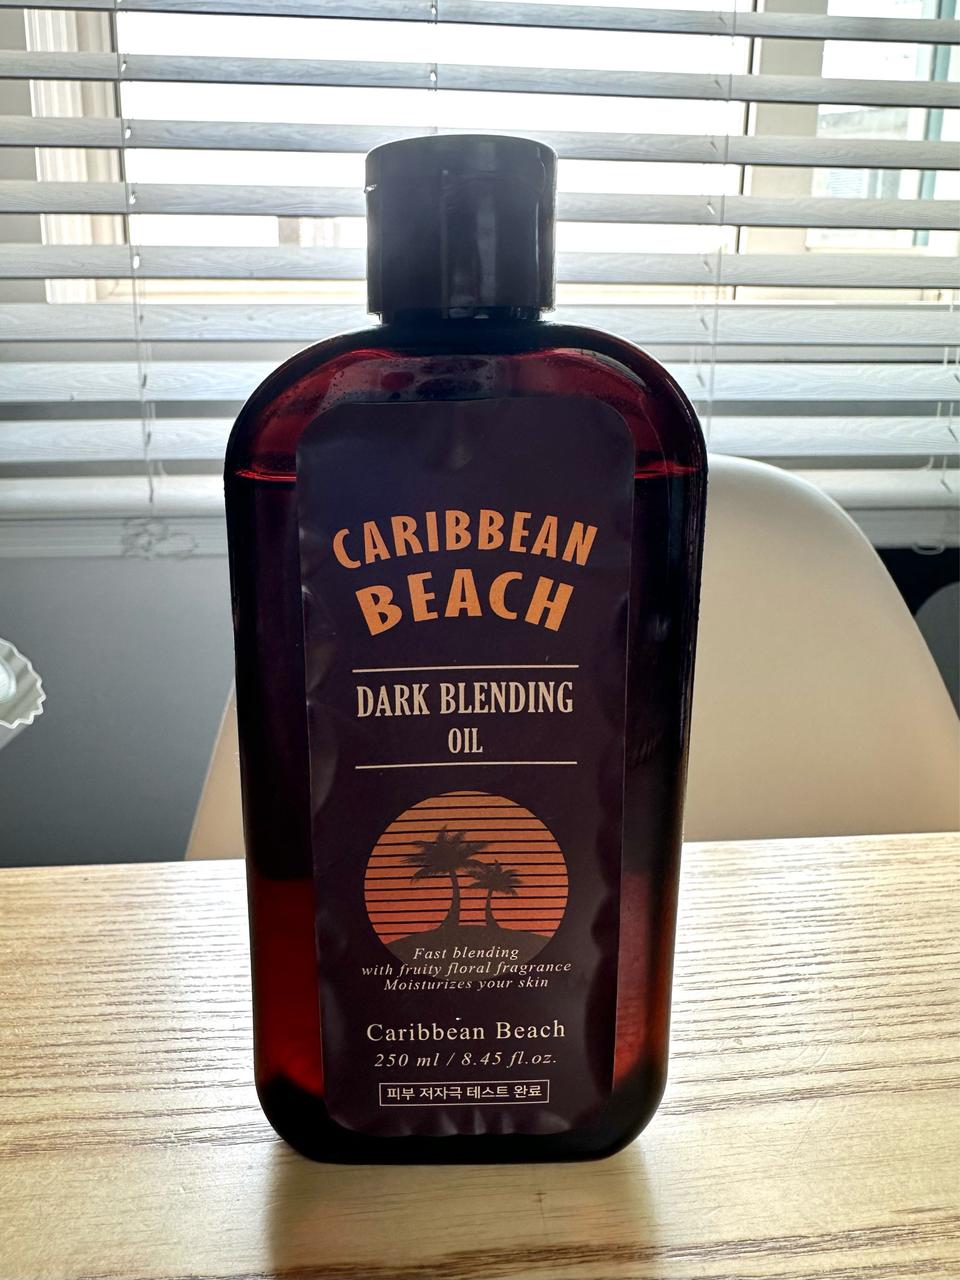 CARIBBEAN
BEACH
DARK BLENDING
OIL
Fast blending
with fruity floral fragrance
Moisturizes your skin
Caribbean Beach
250 ml / 8.45 fl.oz.
피부 저자극 테스트 완료